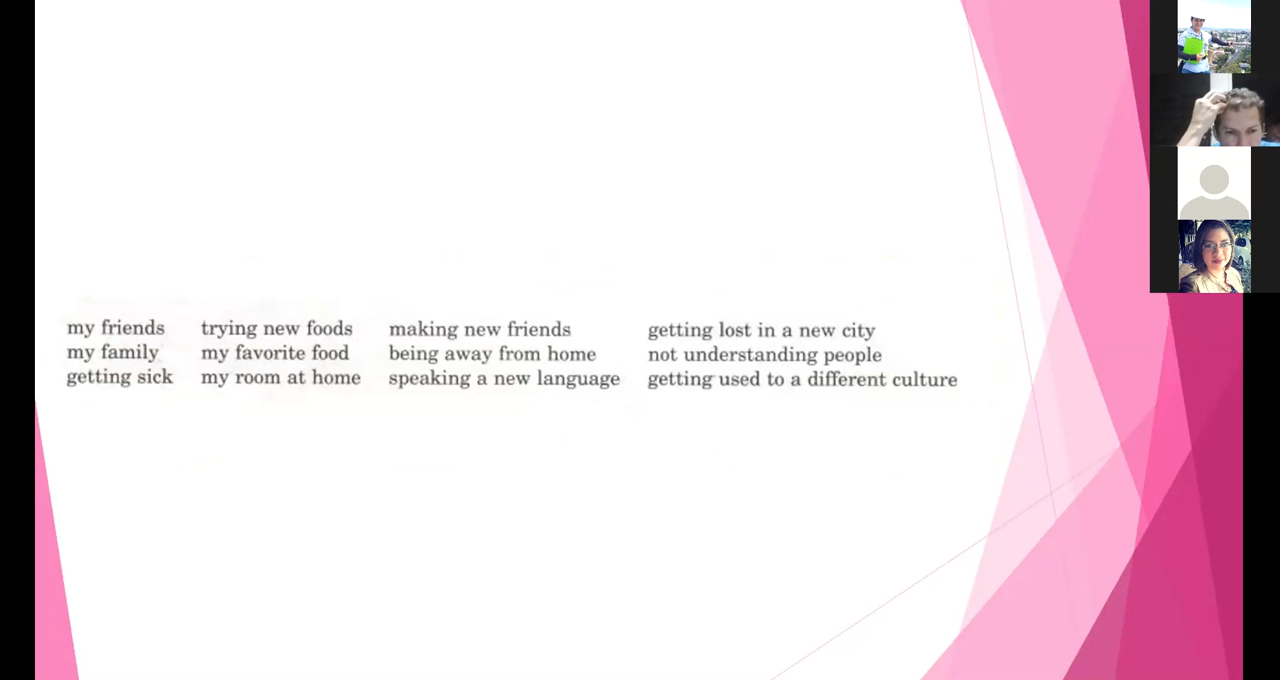 my friends trying new foods making new friends getting lost in a new city
my family my favorite food being away from home not understanding people
getting sick my room at home speaking a new language getting used to a different culture